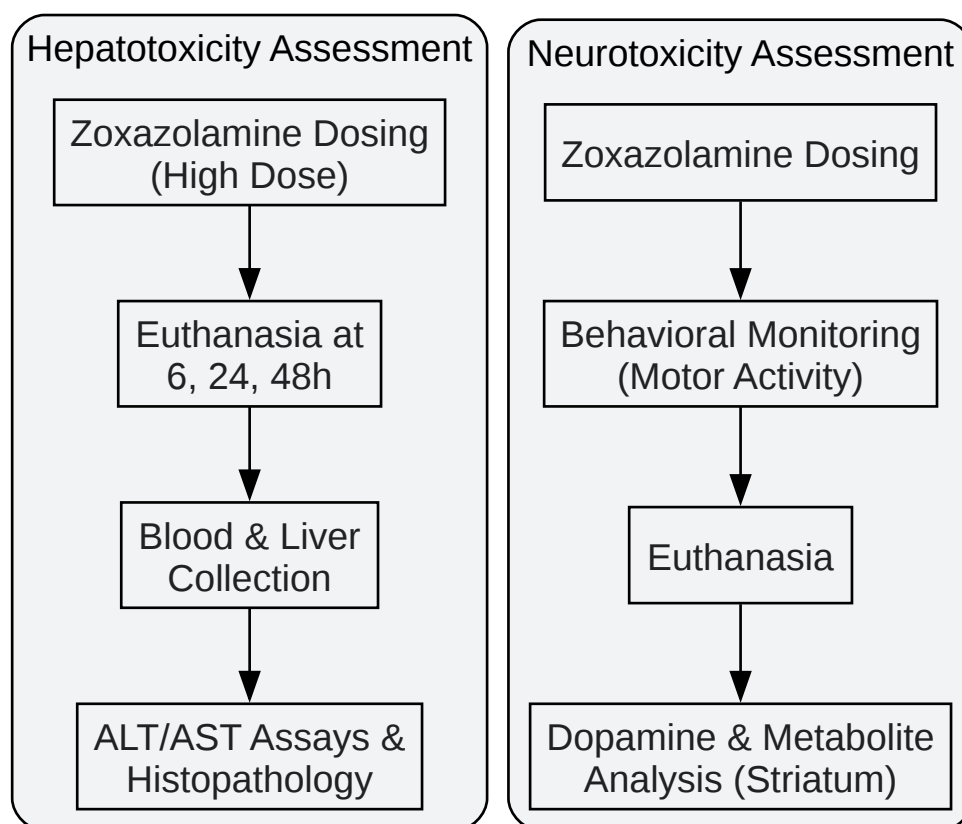 Hepatotoxicity Assessment
Zoxazolamine Dosing
(High Dose)
Euthanasia at
6, 24, 48h
Blood & Liver
Collection
ALT/AST Assays &
Histopathology
Neurotoxicity Assessment
Zoxazolamine Dosing
Behavioral Monitoring
(Motor Activity)
Euthanasia
Dopamine & Metabolite
Analysis (Striatum)